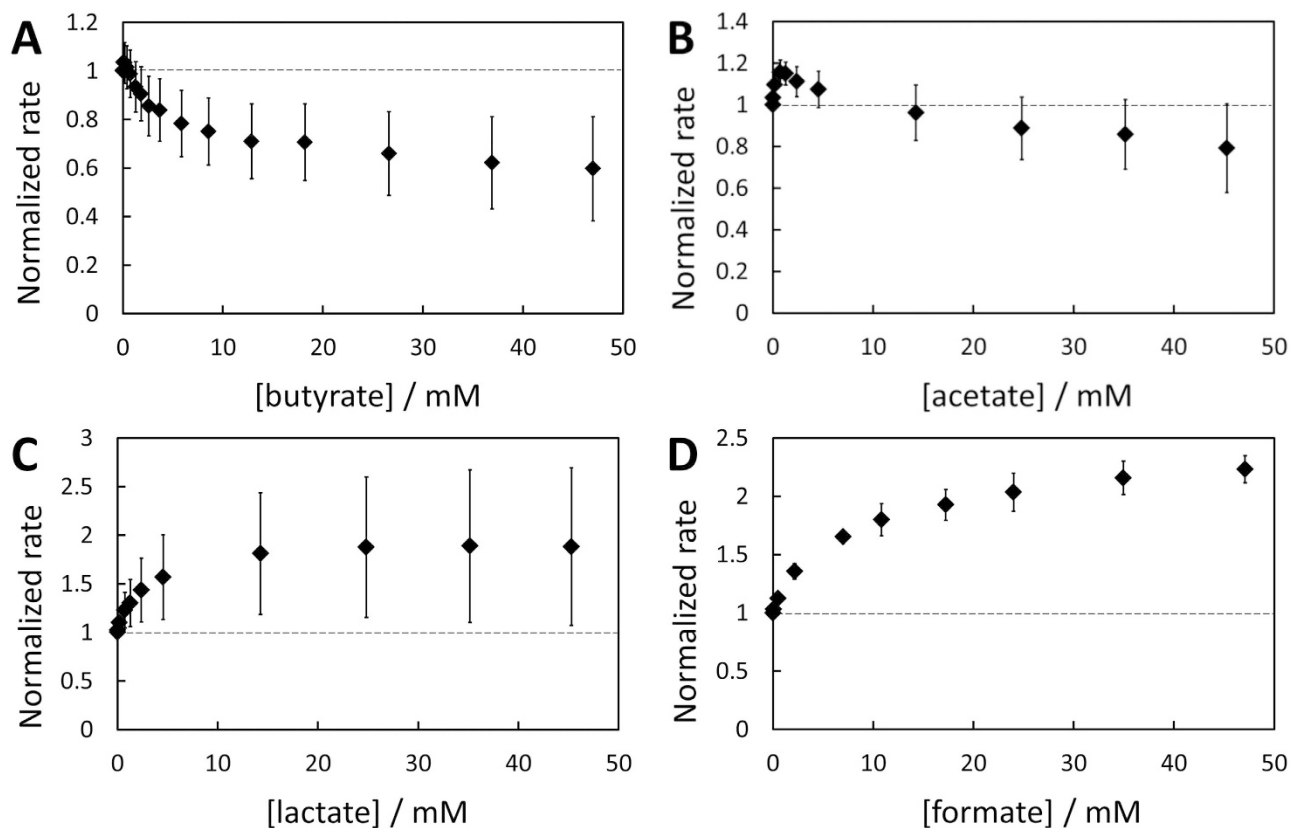 A
Normalized rate
1.2
1
0.8
0.6
0.4
0.2
0
0 10 20 30 40 50
[butyrate] / mM
B
Normalized rate
1.4
1.2
1
0.8
0.6
0.4
0.2
0
0 10 20 30 40 50
[acetate] / mM
C
Normalized rate
3
2.5
2
1.5
1
0.5
0
0 10 20 30 40 50
[lactate] / mM
D
Normalized rate
2.5
2
1.5
1
0.5
0
0 10 20 30 40 50
[formate] / mM